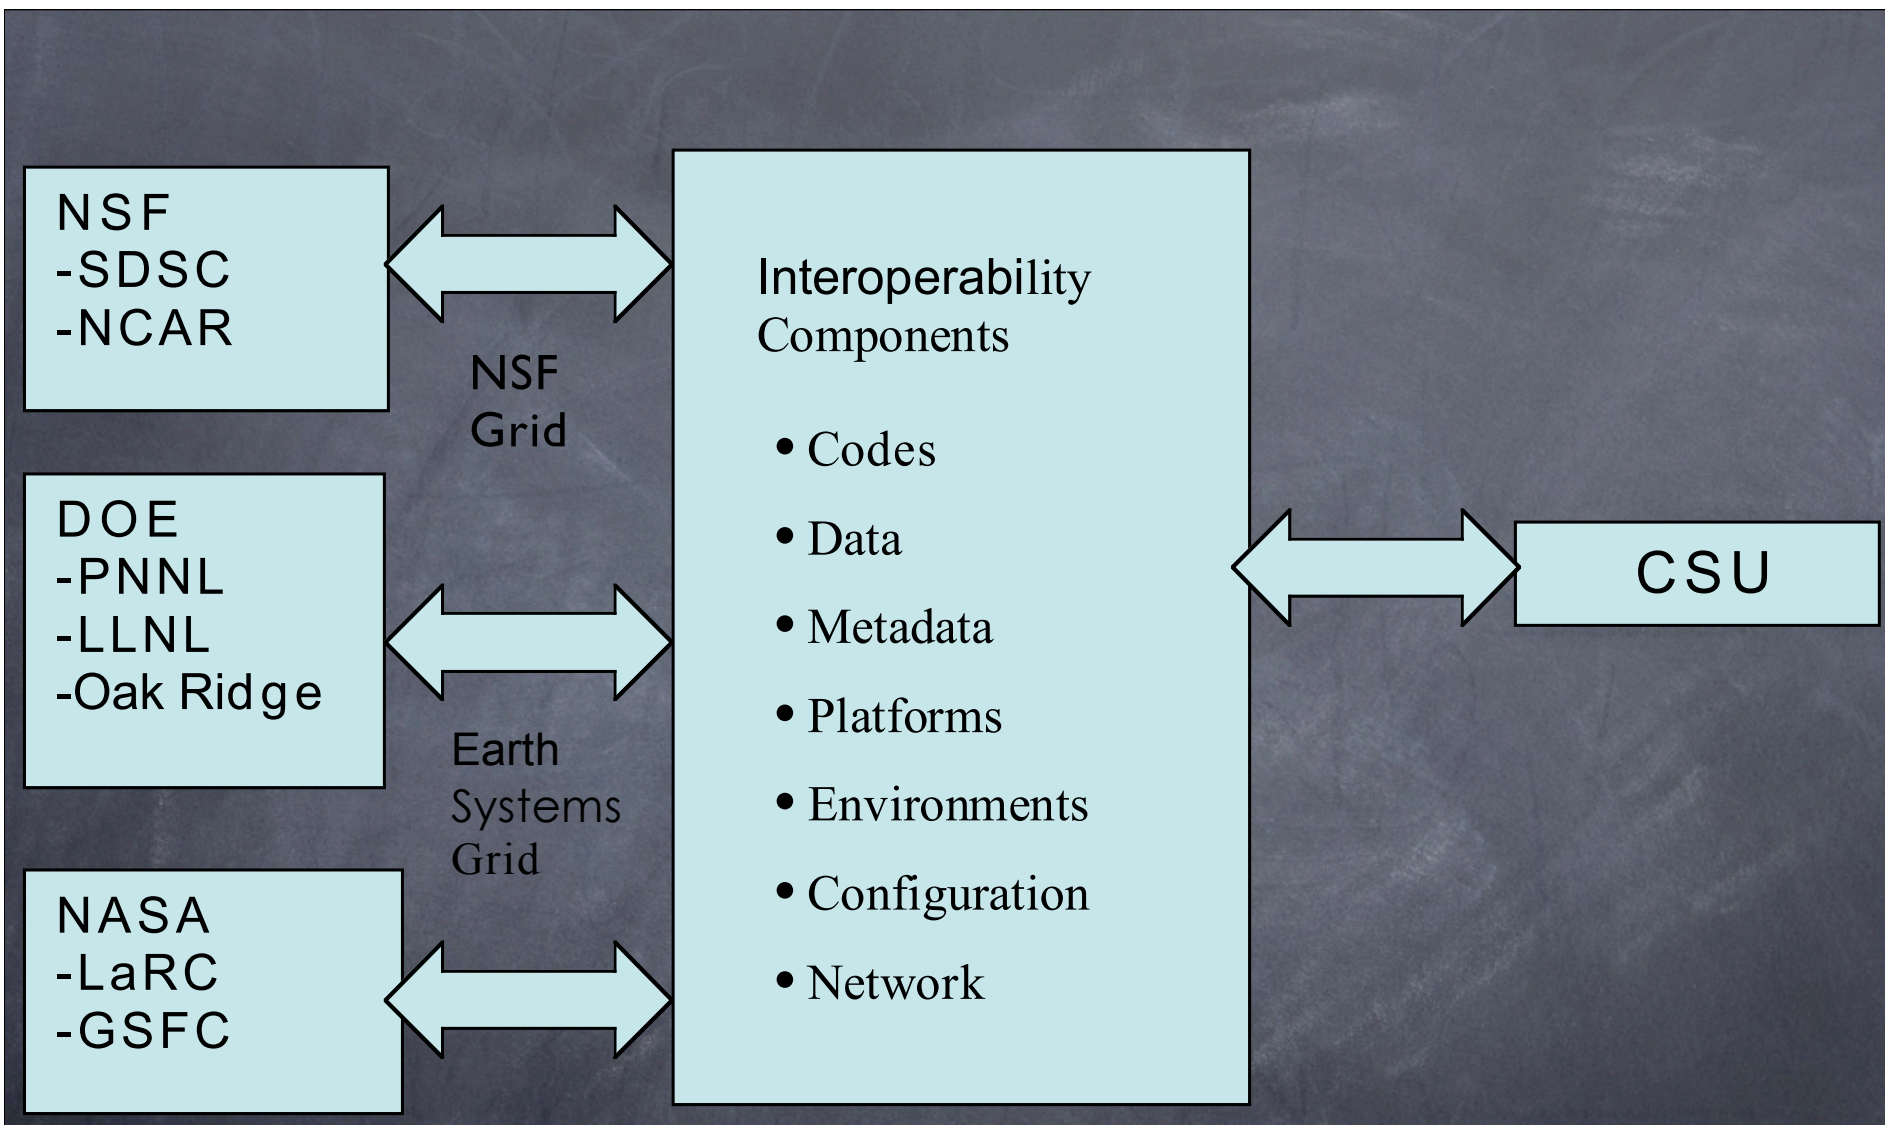 NSF
-SDSC
-NCAR
NSF
Grid
DOE
-PNNL
-LLNL
-Oak Ridge
Earth
Systems
Grid
NASA
-LaRC
-GSFC
Interoperability
Components
• Codes
• Data
• Metadata
• Platforms
• Environments
• Configuration
• Network
CSU